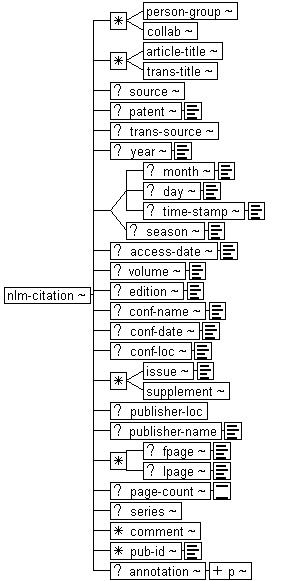 person-group ~
* collab ~
article-title ~
* trans-title ~
? source ~
? patent ~
? trans-source ~
? year ~
? month ~
? day ~
? time-stamp ~
? season ~
? access-date ~
? volume ~
nlm-citation ~ ? edition ~
? conf-name ~
? conf-date ~
? conf-loc ~
issue ~
* supplement ~
? publisher-loc
? publisher-name
? fpage ~
* ? lpage ~
? page-count ~
? series ~
* comment ~
* pub-id ~
? annotation ~ + p ~